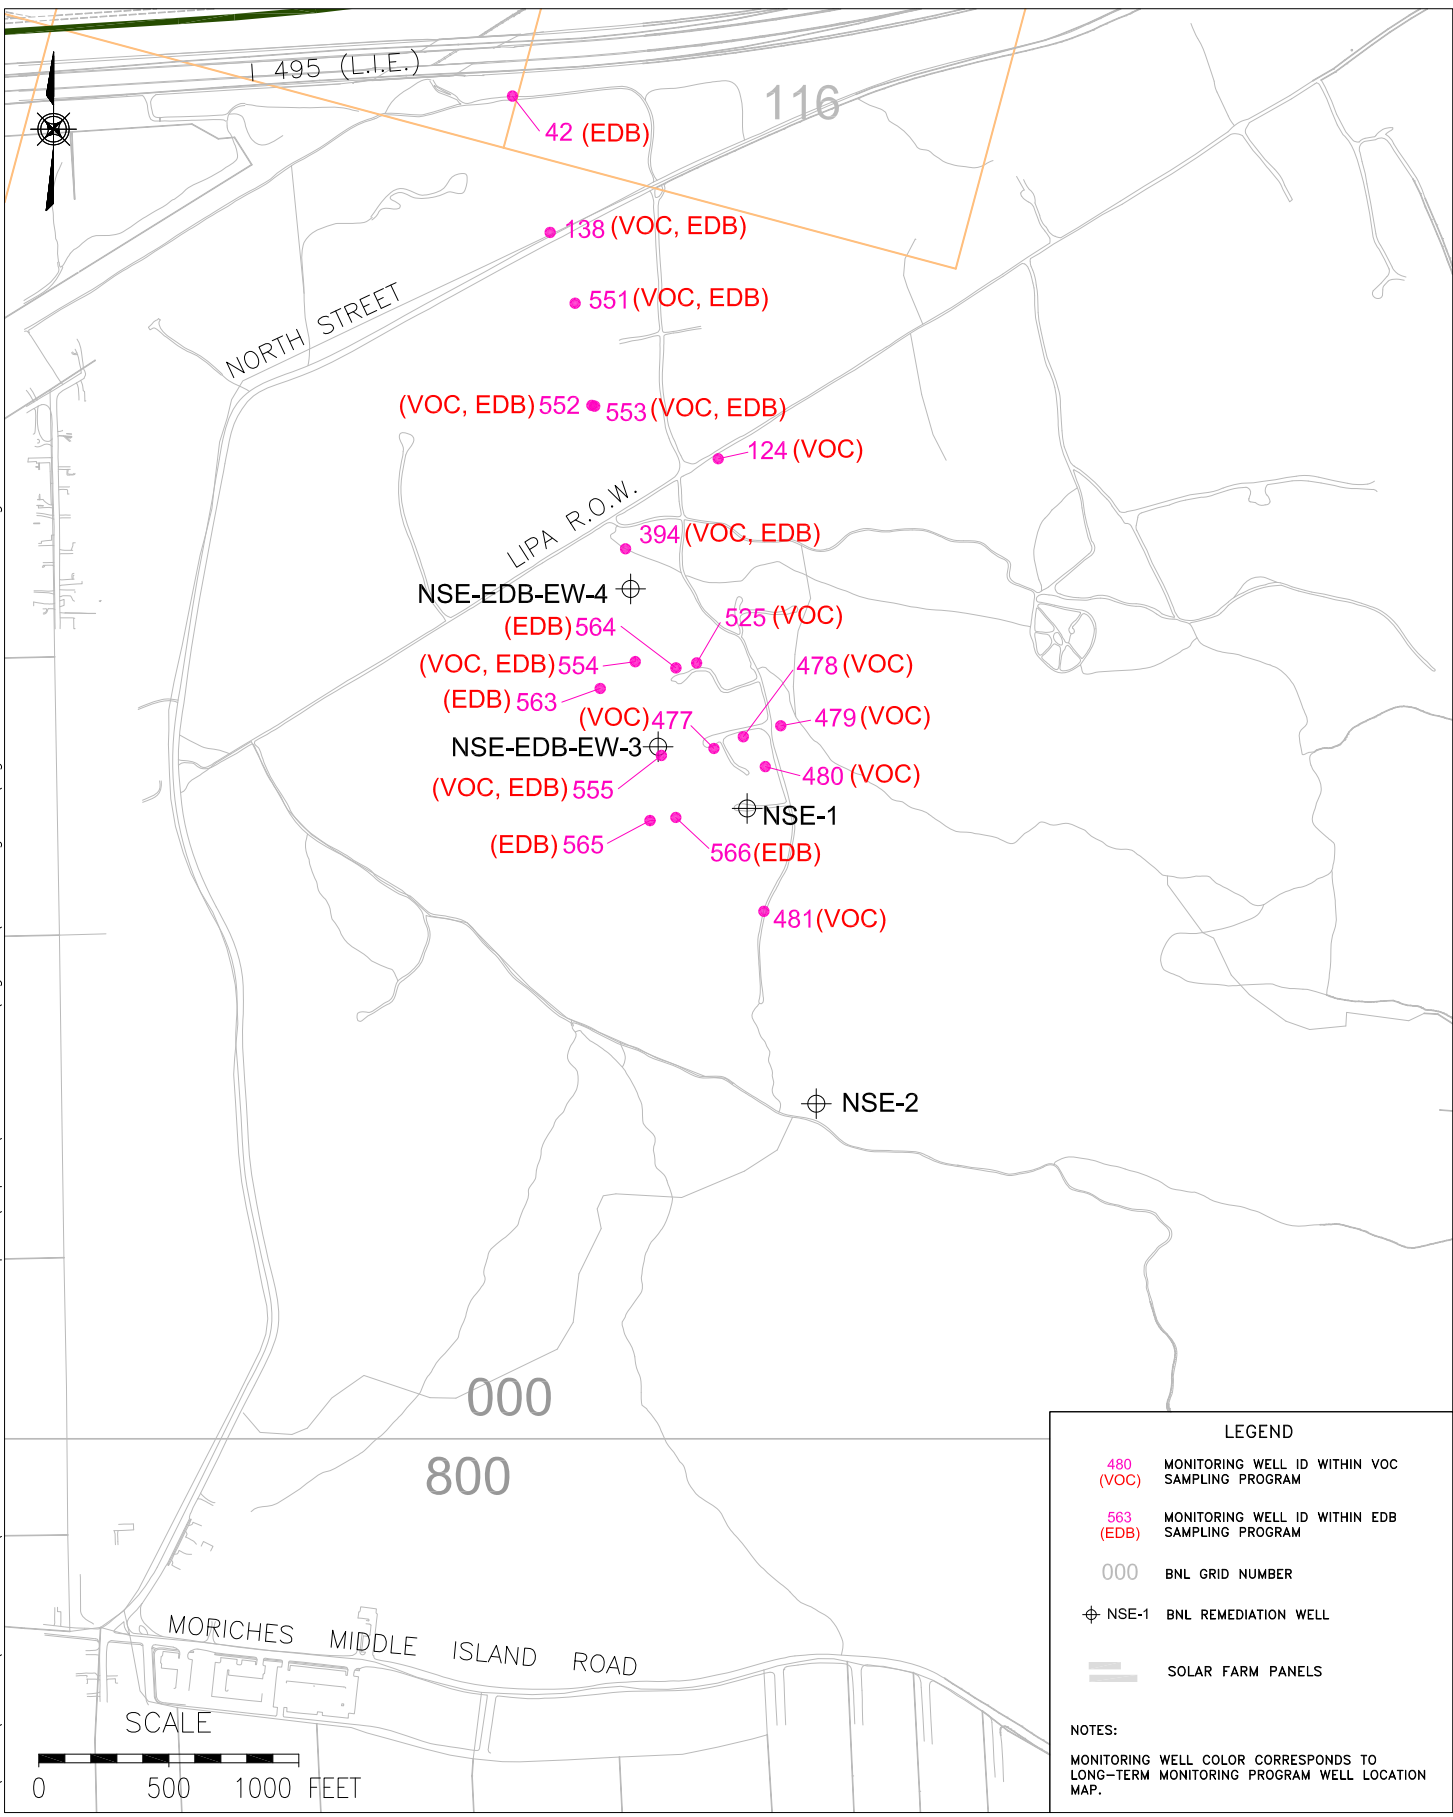 I 495 (L.I.E.)
116
42 (EDB)
138 (VOC, EDB)
551 (VOC, EDB)
NORTH STREET
(VOC, EDB) 552
553 (VOC, EDB)
124 (VOC)
LIPA R.O.W.
394 (VOC, EDB)
NSE-EDB-EW-4
525 (VOC)
(EDB) 564
(VOC, EDB) 554
478 (VOC)
(EDB) 563
(VOC) 477
479 (VOC)
NSE-EDB-EW-3
480 (VOC)
(VOC, EDB) 555
NSE-1
(EDB) 565
566 (EDB)
481 (VOC)
NSE-2
000
800
MORICHES MIDDLE ISLAND ROAD
SCALE
0 500 1000 FEET
LEGEND
480 MONITORING WELL ID WITHIN VOC
(VOC) SAMPLING PROGRAM
563 MONITORING WELL ID WITHIN EDB
(EDB) SAMPLING PROGRAM
000 BNL GRID NUMBER
NSE-1 BNL REMEDIATION WELL
SOLAR FARM PANELS
NOTES:
MONITORING WELL COLOR CORRESPONDS TO
LONG-TERM MONITORING PROGRAM WELL LOCATION
MAP.